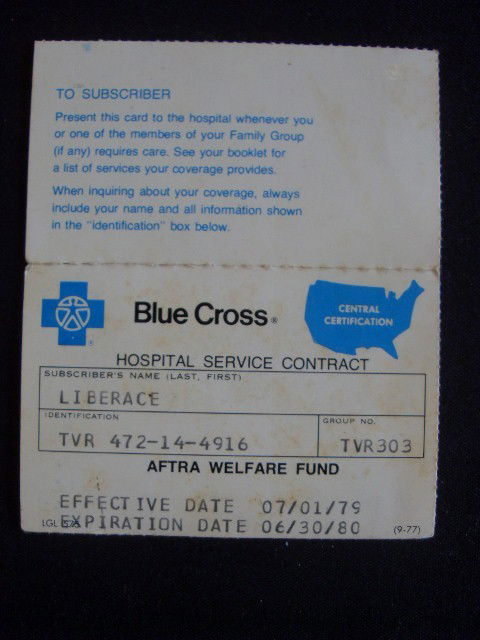 TO SUBSCRIBER
Present this card to the hospital whenever you
or one of the members of your Family Group
(if any) requires care. See your booklet for
a list of services your coverage provides.
When inquiring about your coverage, always
include your name and all information shown
in the "identification" box below.
Blue Cross®
CENTRAL
CERTIFICATION
®
HOSPITAL SERVICE CONTRACT
SUBSCRIBER'S NAME (LAST, FIRST)
LIBERACE
IDENTIFICATION
GROUP NO.
TVR 472-14-4916
TVR303
AFTRA WELFARE FUND
EFFECTIVE DATE 07/01/79
LGL
EXPIRATION DATE 06/30/80
(9-77)